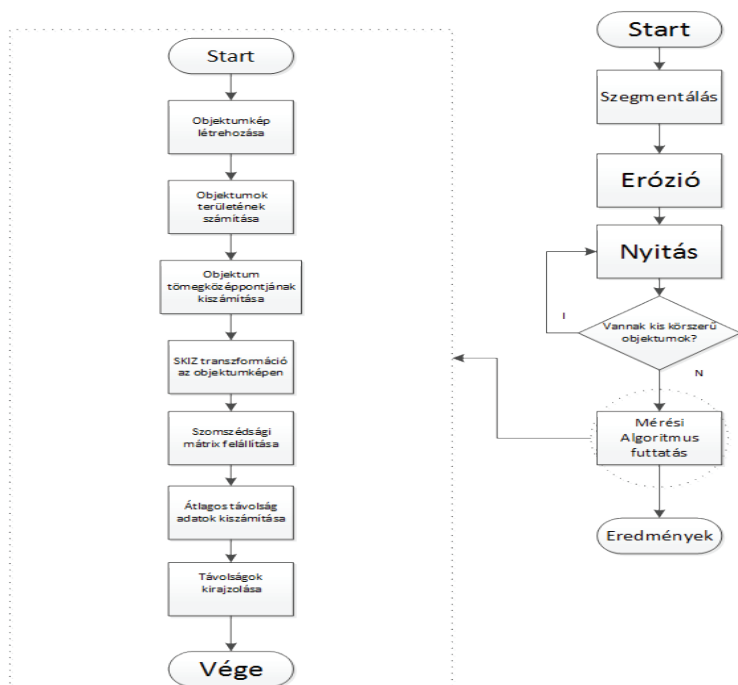 Start
Objektumkép
létrehozása
Objektumok
területének
számítása
Objektum
tömegközéppontjának
kiszámítása
SKIZ transzformáció
az objektumképen
Szomszédsági
mátrix felállítása
Átlagos távolság
adatok kiszámítása
Távolságok
kirajzolása
Vége
Start
Szegmentálás
Erózió
Nyitás
I
Vannak kis körszerű
objektumok?
N
Mérési
Algoritmus
futtatás
Eredmények